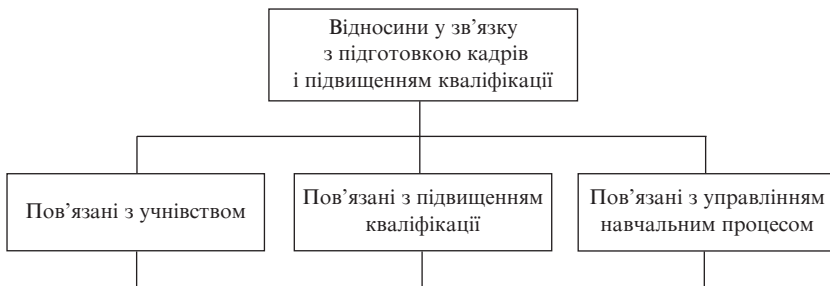 Відносини у зв’язку
з підготовкою кадрів
і підвищенням кваліфікації
Пов’язані з учнівством
Пов’язані з підвищенням
кваліфікації
Пов’язані з управлінням
навчальним процесом